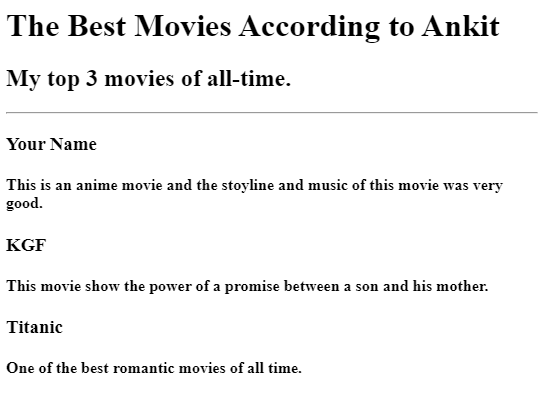 The Best Movies According to Ankit
My top 3 movies of all-time.
Your Name
This is an anime movie and the stoyline and music of this movie was very
good.
KGF
This movie show the power of a promise between a son and his mother.
Titanic
One of the best romantic movies of all time.